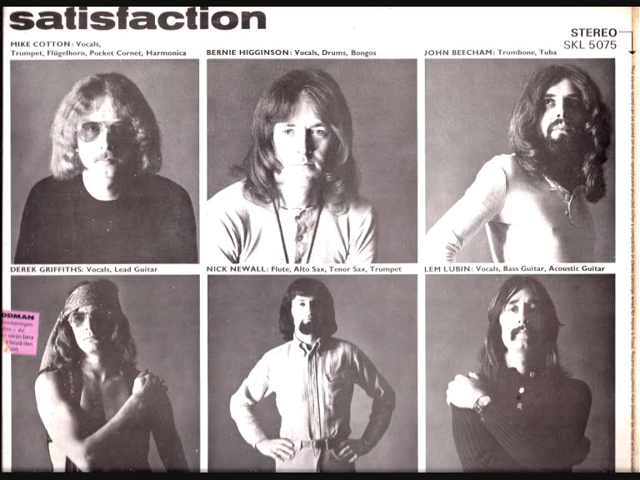 satisfaction
STEREO
SKL 5075
MIKE COTTON: Vocals,
Trumpet, Flügelhorn, Pocket Cornet, Harmonica
BERNIE HIGGINSON: Vocals, Drums, Bongos
JOHN BEECHAM: Trombone, Tuba
DEREK GRIFFITHS: Vocals, Lead Guitar
NICK NEWALL: Flute, Alto Sax, Tenor Sax, Trumpet
LEM LUBIN: Vocals, Bass Guitar, Acoustic Guitar